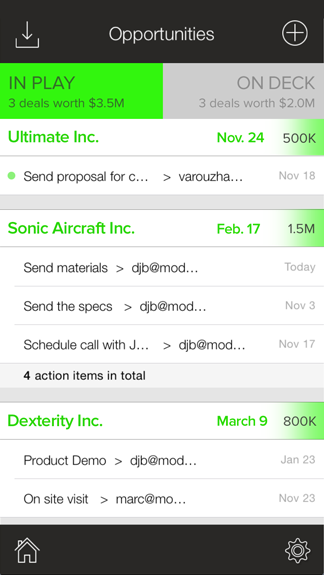 Opportunities
IN PLAY
3 deals worth $3.5M
ON DECK
3 deals worth $2.0M
Ultimate Inc. Nov. 24 500K
Send proposal for c... > varouzha... Nov 18
Sonic Aircraft Inc. Feb. 17 1.5M
Send materials > djb@mod... Today
Send the specs > djb@mod... Nov 3
Schedule call with J... > djb@mod... Nov 17
4 action items in total
Dexterity Inc. March 9 800K
Product Demo > djb@mod... Jan 23
On site visit > marc@mo... Nov 23